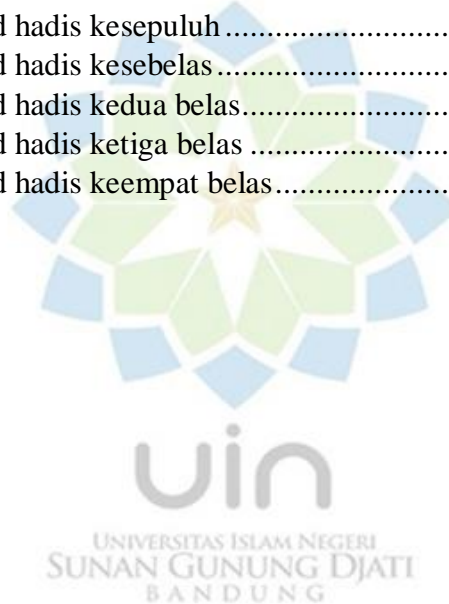 d hadis kesepuluh ..........................
d hadis kesebelas ...........................
d hadis kedua belas........................
d hadis ketiga belas .......................
d hadis keempat belas....................
uin
UNIVERSITAS ISLAM NEGERI
SUNAN GUNUNG DJATI
BANDUNG